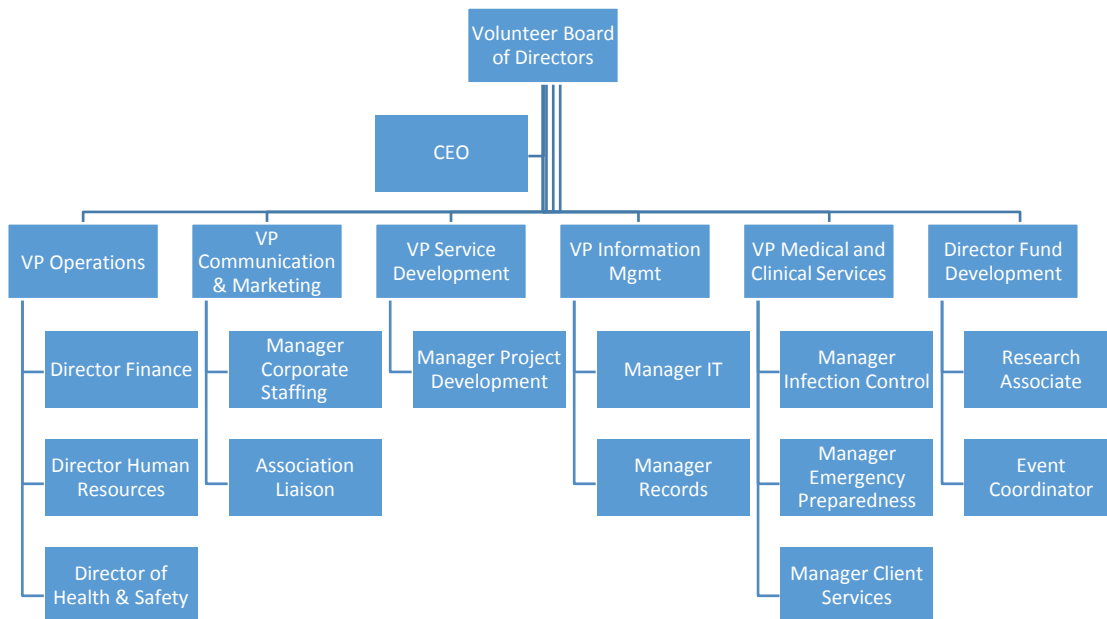 Volunteer Board
of Directors
CEO
VP Operations
VP
Communication
& Marketing
VP Service
Development
VP Information
Mgmt
VP Medical and
Clinical Services
Director Fund
Development
Director Finance
Manager
Corporate
Staffing
Manager Project
Development
Manager IT
Manager
Infection Control
Research
Associate
Director Human
Resources
Association
Liaison
Manager
Records
Manager
Emergency
Preparedness
Event
Coordinator
Director of
Health & Safety
Manager Client
Services